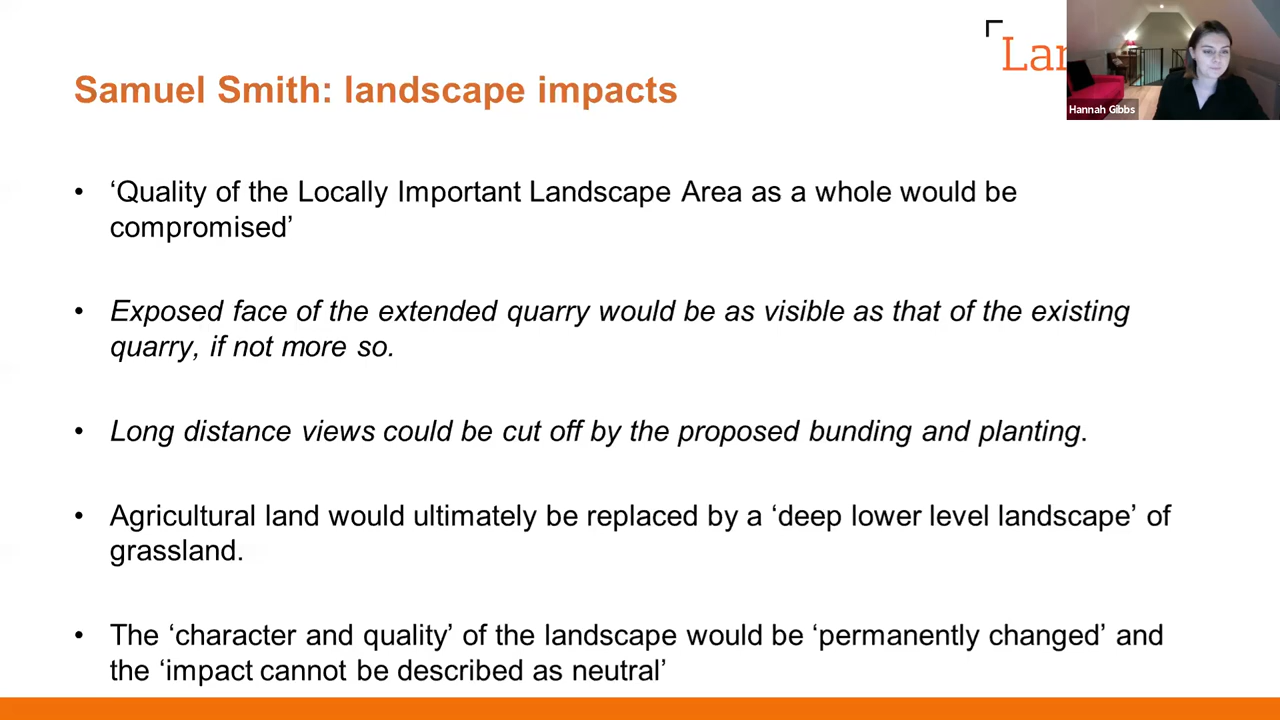 Lan
Hannah Gibbs
Samuel Smith: landscape impacts
• ‘Quality of the Locally Important Landscape Area as a whole would be
compromised’
• Exposed face of the extended quarry would be as visible as that of the existing
quarry, if not more so.
• Long distance views could be cut off by the proposed bunding and planting.
• Agricultural land would ultimately be replaced by a ‘deep lower level landscape’ of
grassland.
• The ‘character and quality’ of the landscape would be ‘permanently changed’ and
the ‘impact cannot be described as neutral’